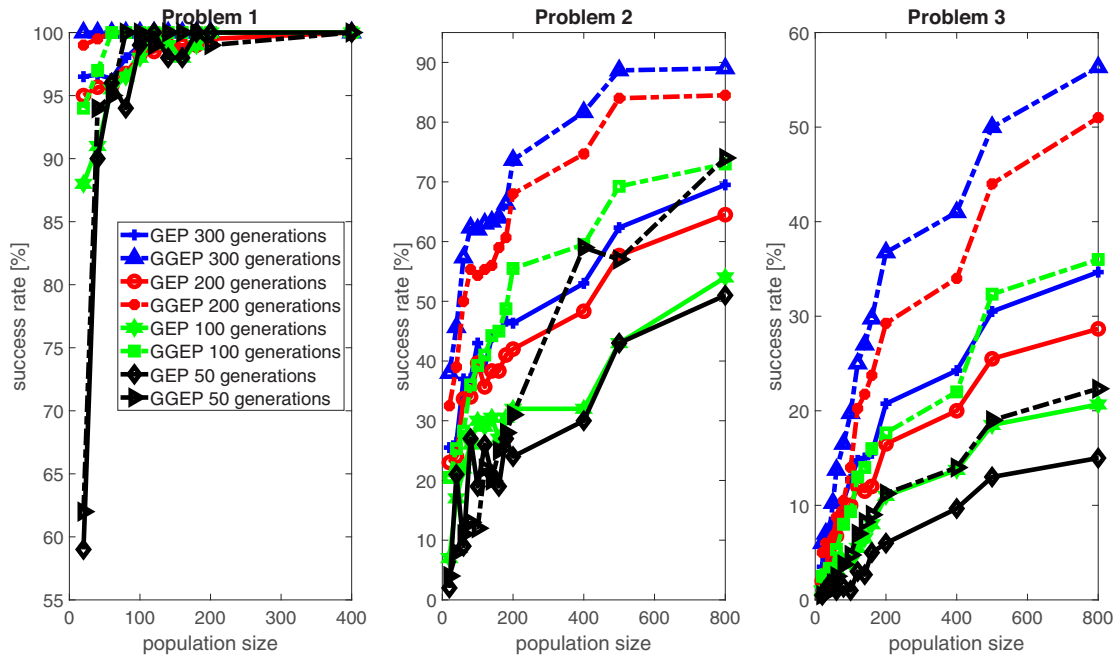 Problem 1
100
95
90
85
80
75
70
65
60
55
success rate [%]
0
100
200
300
400
population size
GEP 300 generations
GGEP 300 generations
GEP 200 generations
GGEP 200 generations
GEP 100 generations
GGEP 100 generations
GEP 50 generations
GGEP 50 generations
Problem 2
90
80
70
60
50
40
30
20
10
0
success rate [%]
0
200
400
600
800
population size
Problem 3
60
50
40
30
20
10
0
success rate [%]
0
200
400
600
800
population size